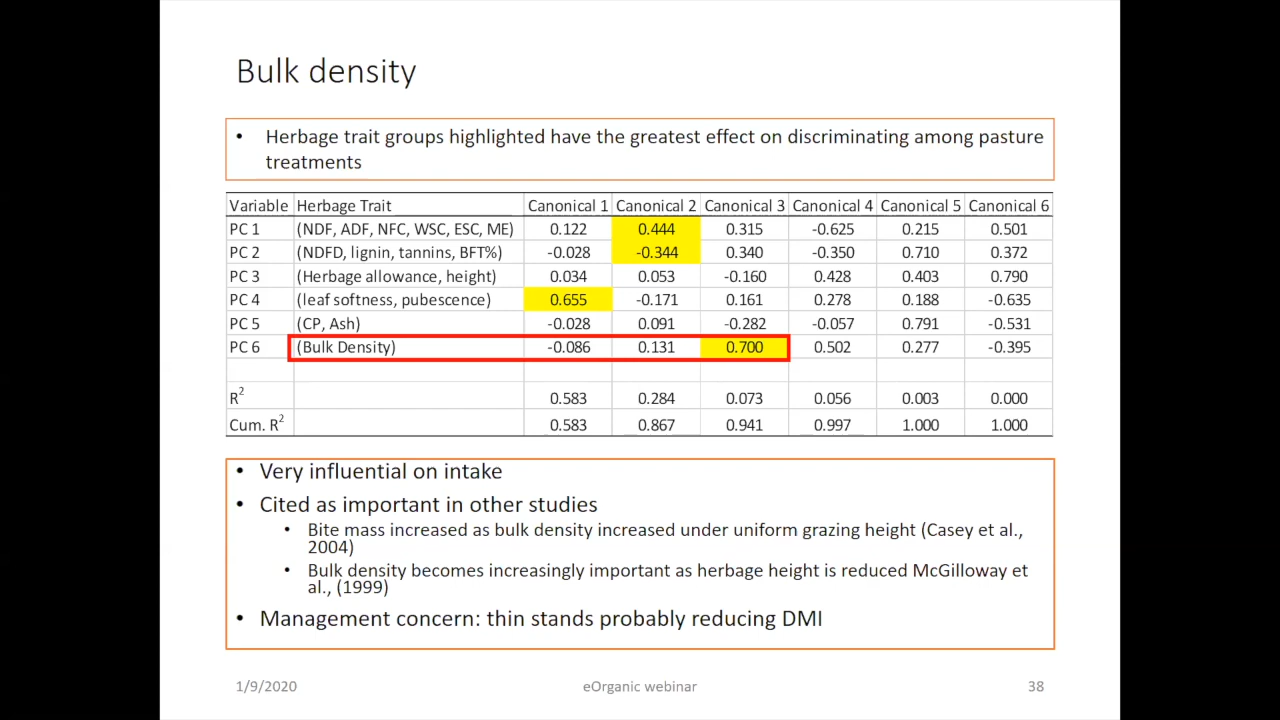 Bulk density
• Herbage trait groups highlighted have the greatest effect on discriminating among pasture
treatments
Variable Herbage Trait Canonical 1 Canonical 2 Canonical 3 Canonical 4 Canonical 5 Canonical 6
PC 1 (NDF, ADF, NFC, WSC, ESC, ME) 0.122 0.444 0.315 -0.625 0.215 0.501
PC 2 (NDFD, lignin, tannins, BFT%) -0.028 -0.344 0.340 -0.350 0.710 0.372
PC 3 (Herbage allowance, height) 0.034 0.053 -0.160 0.428 0.403 0.790
PC 4 (leaf softness, pubescence) 0.655 -0.171 0.161 0.278 0.188 -0.635
PC 5 (CP, Ash) -0.028 0.091 -0.282 -0.057 0.791 -0.531
PC 6 (Bulk Density) -0.086 0.131 0.700 0.502 0.277 -0.395
R² 0.583 0.284 0.073 0.056 0.003 0.000
Cum. R² 0.583 0.867 0.941 0.997 1.000 1.000
• Very influential on intake
• Cited as important in other studies
• Bite mass increased as bulk density increased under uniform grazing height (Casey et al.,
2004)
• Bulk density becomes increasingly important as herbage height is reduced McGilloway et
al., (1999)
• Management concern: thin stands probably reducing DMI
1/9/2020 eOrganic webinar 38